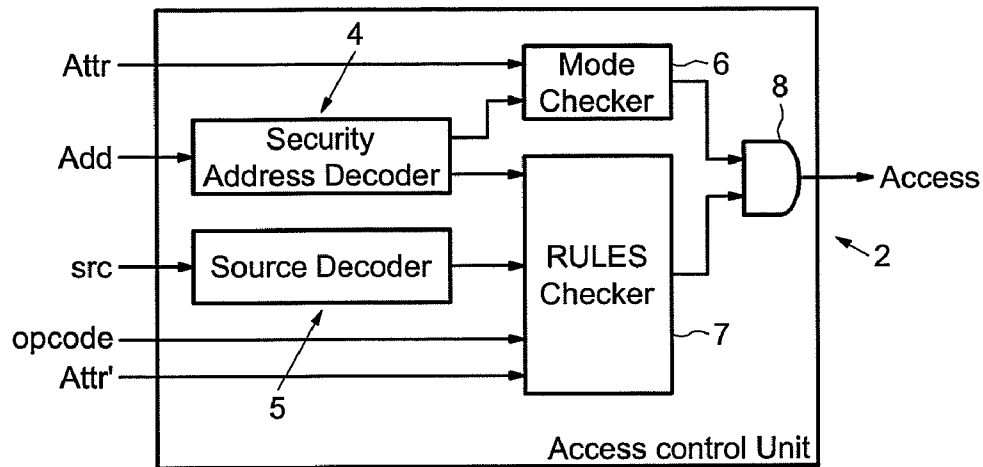 4
Attr
Mode
Checker
6
8
Security
Address Decoder
Add
Access
RULES
Checker
src
Source Decoder
2
opcode
7
Attr'
5
Access control Unit